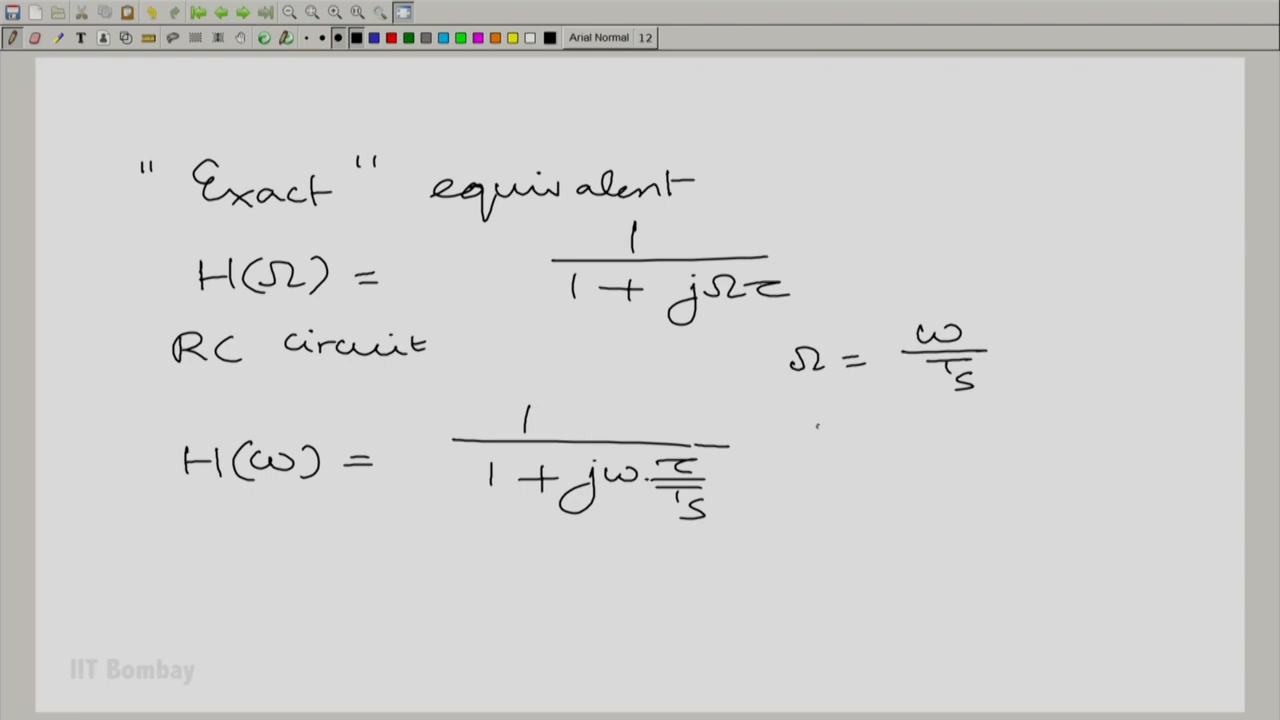 Arial Normal 12
" Exact " equivalent
H(Ω) = 1 / (1 + jΩτ)
RC circuit
Ω = ω / Ts
H(ω) = 1 / (1 + jω · τ / Ts)
IIT Bombay